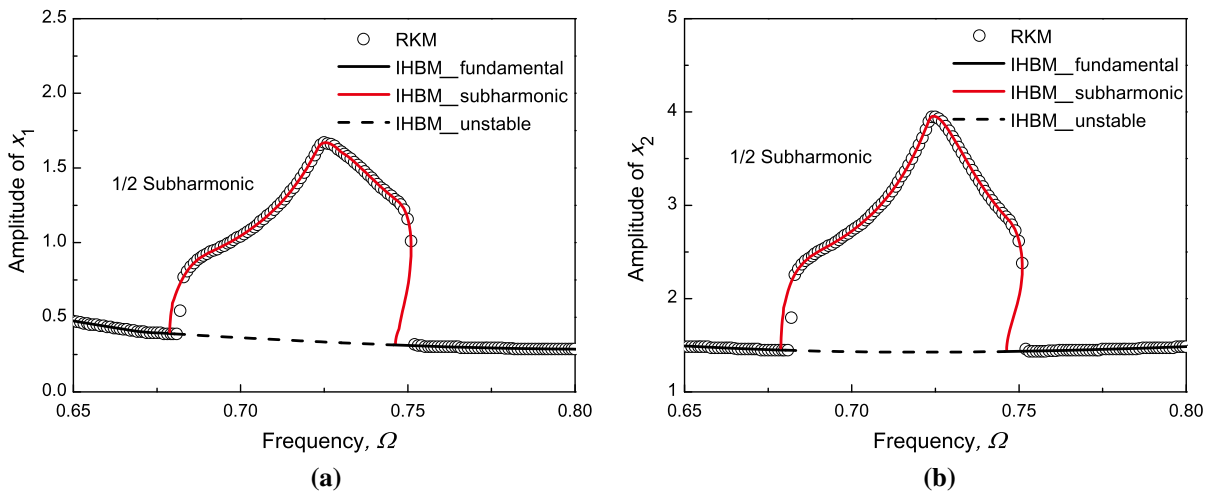 2.5
2.0
1.5
1.0
0.5
0.0
Amplitude of x1
RKM
IHBM__fundamental
IHBM__subharmonic
IHBM__unstable
1/2 Subharmonic
0.65
0.70
0.75
0.80
Frequency, Ω
(a)
5
4
3
2
1
Amplitude of x2
RKM
IHBM__fundamental
IHBM__subharmonic
IHBM__unstable
1/2 Subharmonic
0.65
0.70
0.75
0.80
Frequency, Ω
(b)